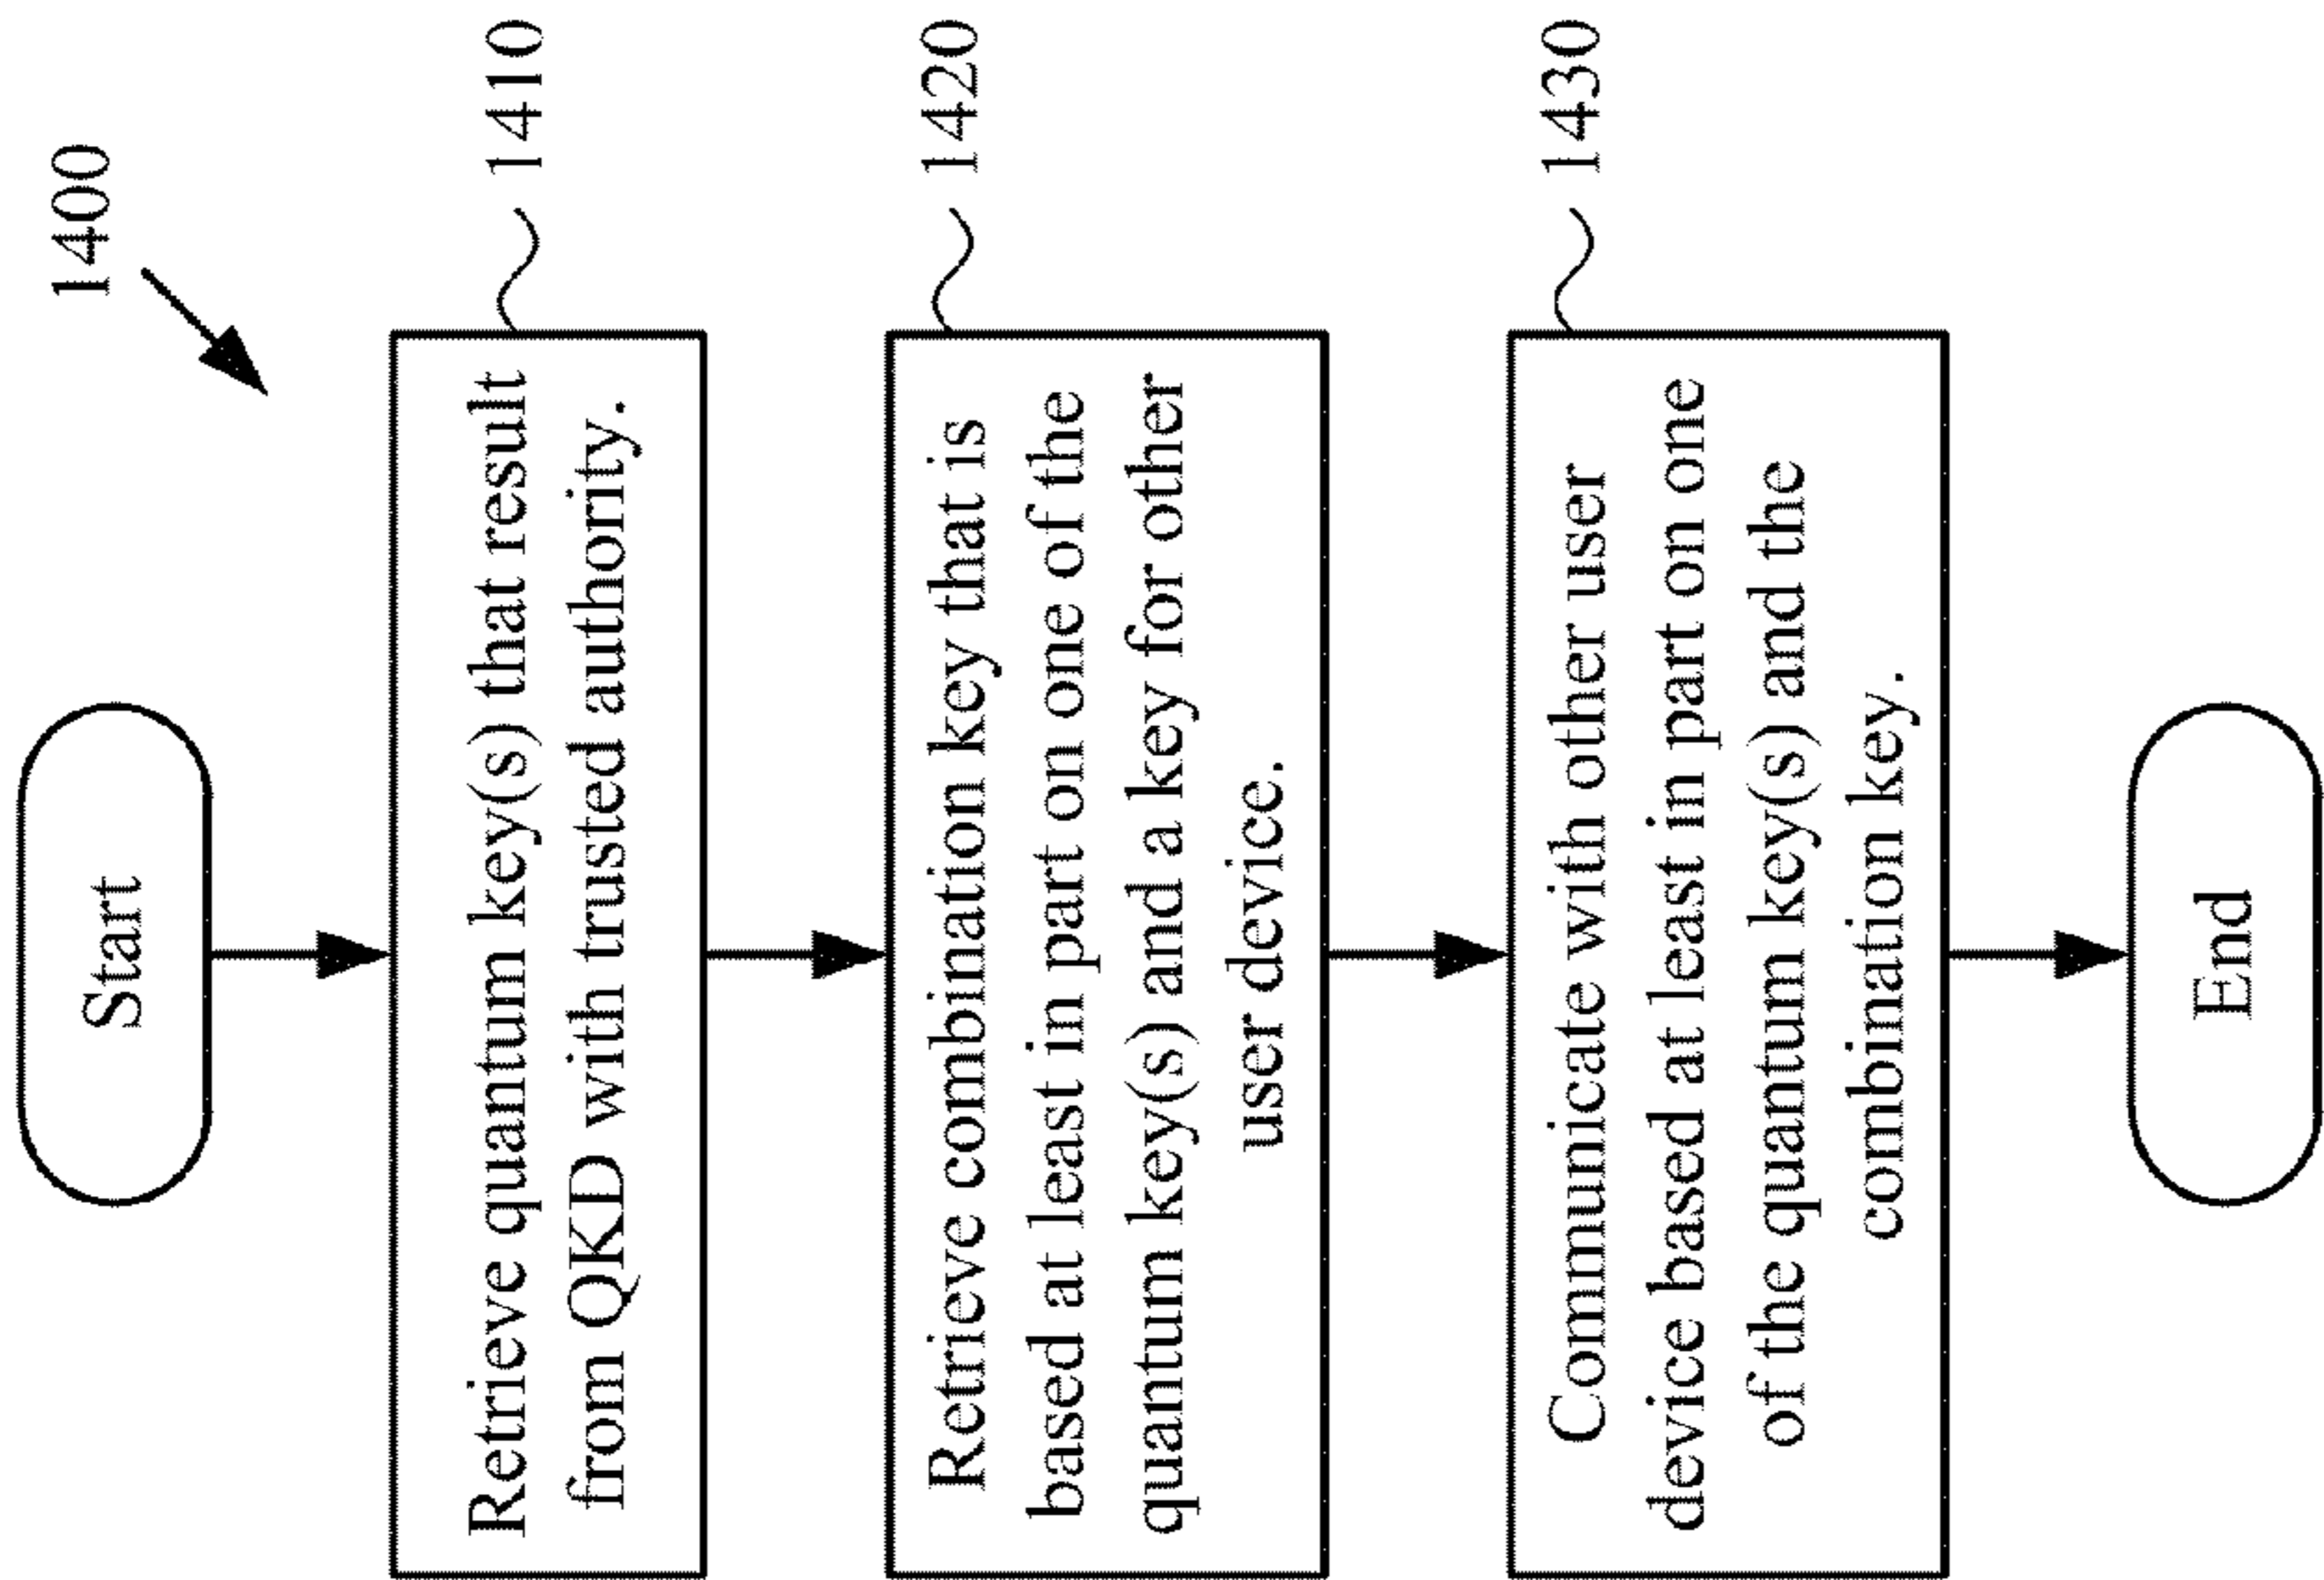 1400
Start
Retrieve quantum key(s) that result
from QKD with trusted authority.
1410
Retrieve combination key that is
based at least in part on one of the
quantum key(s) and a key for other
user device.
1420
Communicate with other user
device based at least in part on one
of the quantum key(s) and the
combination key.
1430
End